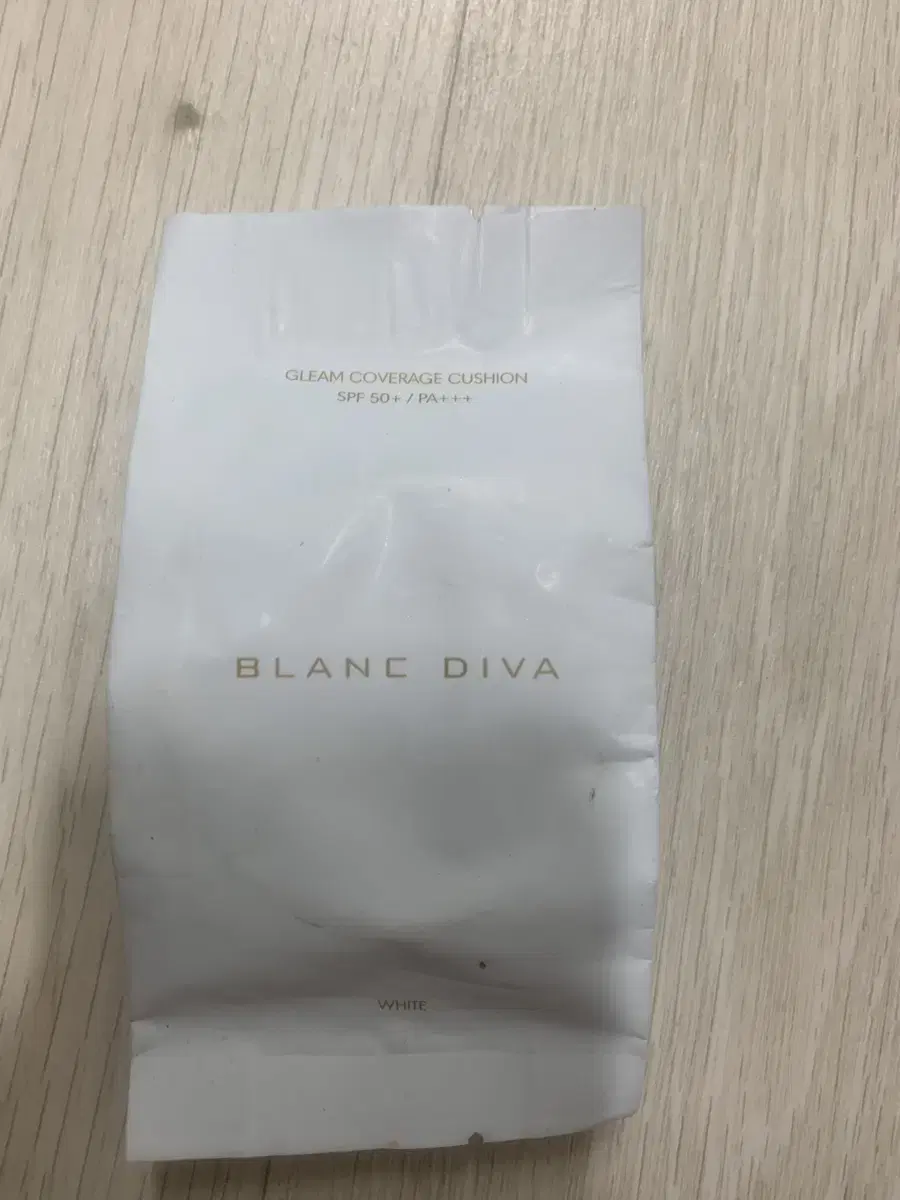 GLEAM COVERAGE CUSHION
SPF 50+ / PA+++
BLANC DIVA
WHITE